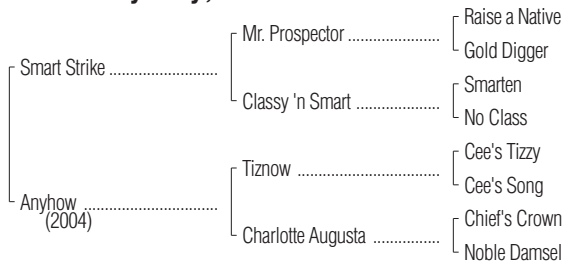 Raise a Native
Mr. Prospector ......................
Gold Digger
Smart Strike ..........................
Smarten
Classy 'n Smart ....................
No Class
Cee's Tizzy
Tiznow ..................................
Cee's Song
Anyhow ................................
(2004)
Chief's Crown
Charlotte Augusta ................
Noble Damsel